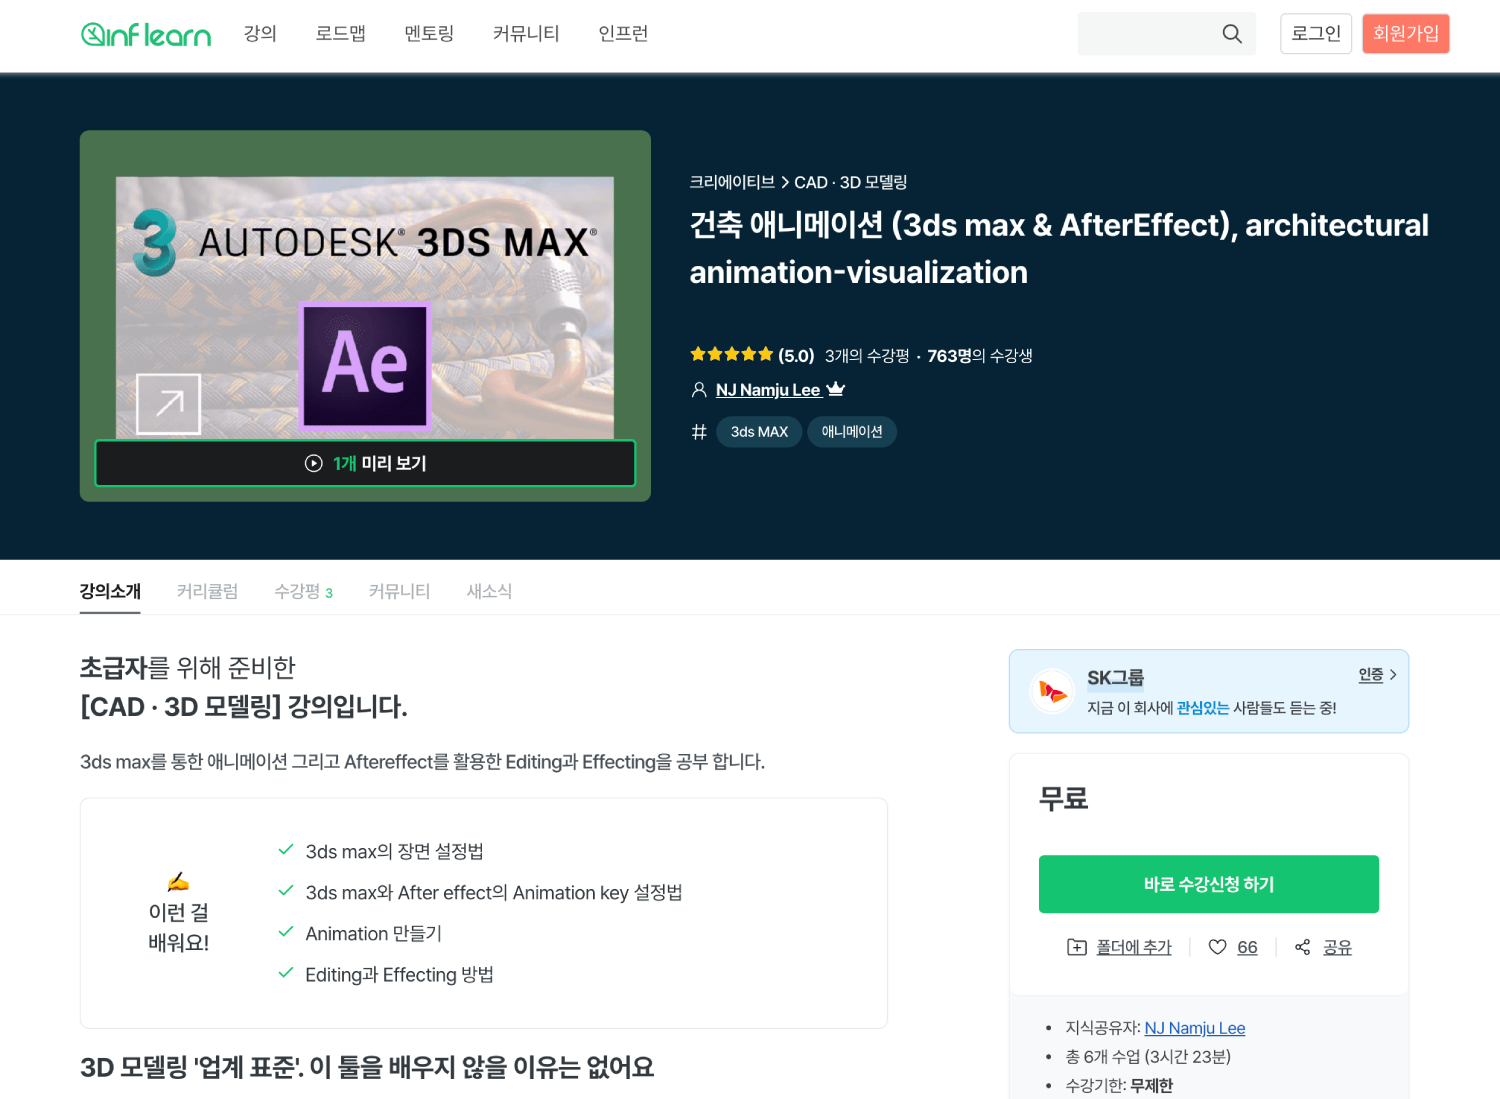 inflearn
강의
로드맵
멘토링
커뮤니티
인프런
로그인
회원가입
3 AUTODESK® 3DS MAX®
Ae
1개 미리 보기
크리에이티브 > CAD · 3D 모델링
건축 애니메이션 (3ds max & AfterEffect), architectural
animation-visualization
(5.0) 3개의 수강평 · 763명의 수강생
NJ Namju Lee
# 3ds MAX 애니메이션
강의소개
커리큘럼
수강평 3
커뮤니티
새소식
초급자를 위해 준비한
[CAD · 3D 모델링] 강의입니다.
3ds max를 통한 애니메이션 그리고 Aftereffect를 활용한 Editing과 Effecting을 공부 합니다.
✍️
이런 걸
배워요!
3ds max의 장면 설정법
3ds max와 After effect의 Animation key 설정법
Animation 만들기
Editing과 Effecting 방법
3D 모델링 '업계 표준'. 이 툴을 배우지 않을 이유는 없어요
SK그룹
인증 >
지금 이 회사에 관심있는 사람들도 듣는 중!
무료
바로 수강신청 하기
폴더에 추가
66
공유
• 지식공유자: NJ Namju Lee
• 총 6개 수업 (3시간 23분)
• 수강기한: 무제한